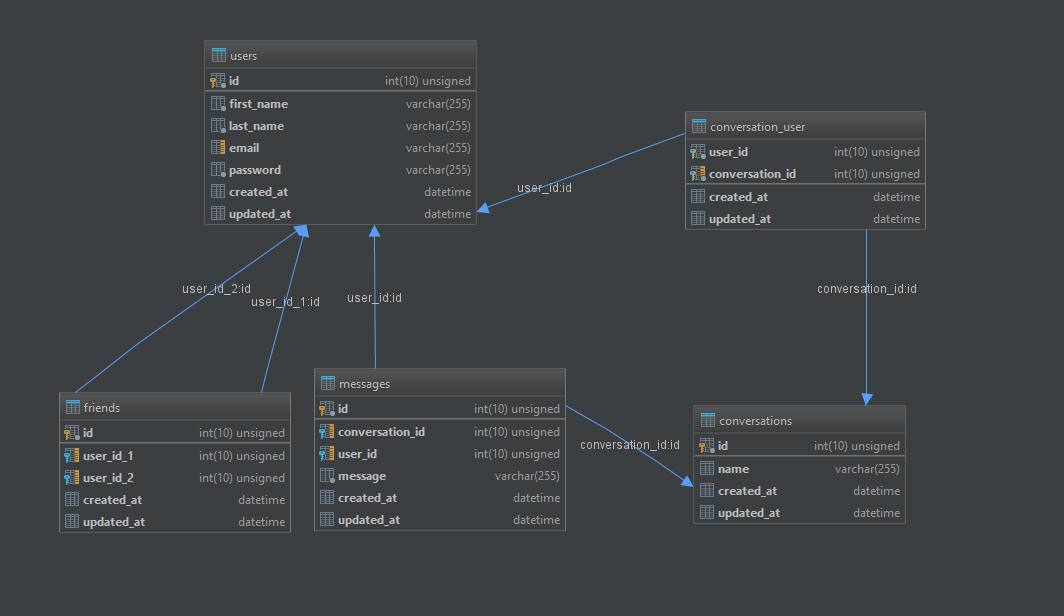 users
id int(10) unsigned
first_name varchar(255)
last_name varchar(255)
email varchar(255)
password varchar(255)
created_at datetime
updated_at datetime
conversation_user
user_id int(10) unsigned
conversation_id int(10) unsigned
created_at datetime
updated_at datetime
user_id:id
user_id_2:id
user_id_1:id
user_id:id
conversation_id:id
friends
id int(10) unsigned
user_id_1 int(10) unsigned
user_id_2 int(10) unsigned
created_at datetime
updated_at datetime
messages
id int(10) unsigned
conversation_id int(10) unsigned
user_id int(10) unsigned
message varchar(255)
created_at datetime
updated_at datetime
conversation_id:id
conversations
id int(10) unsigned
name varchar(255)
created_at datetime
updated_at datetime